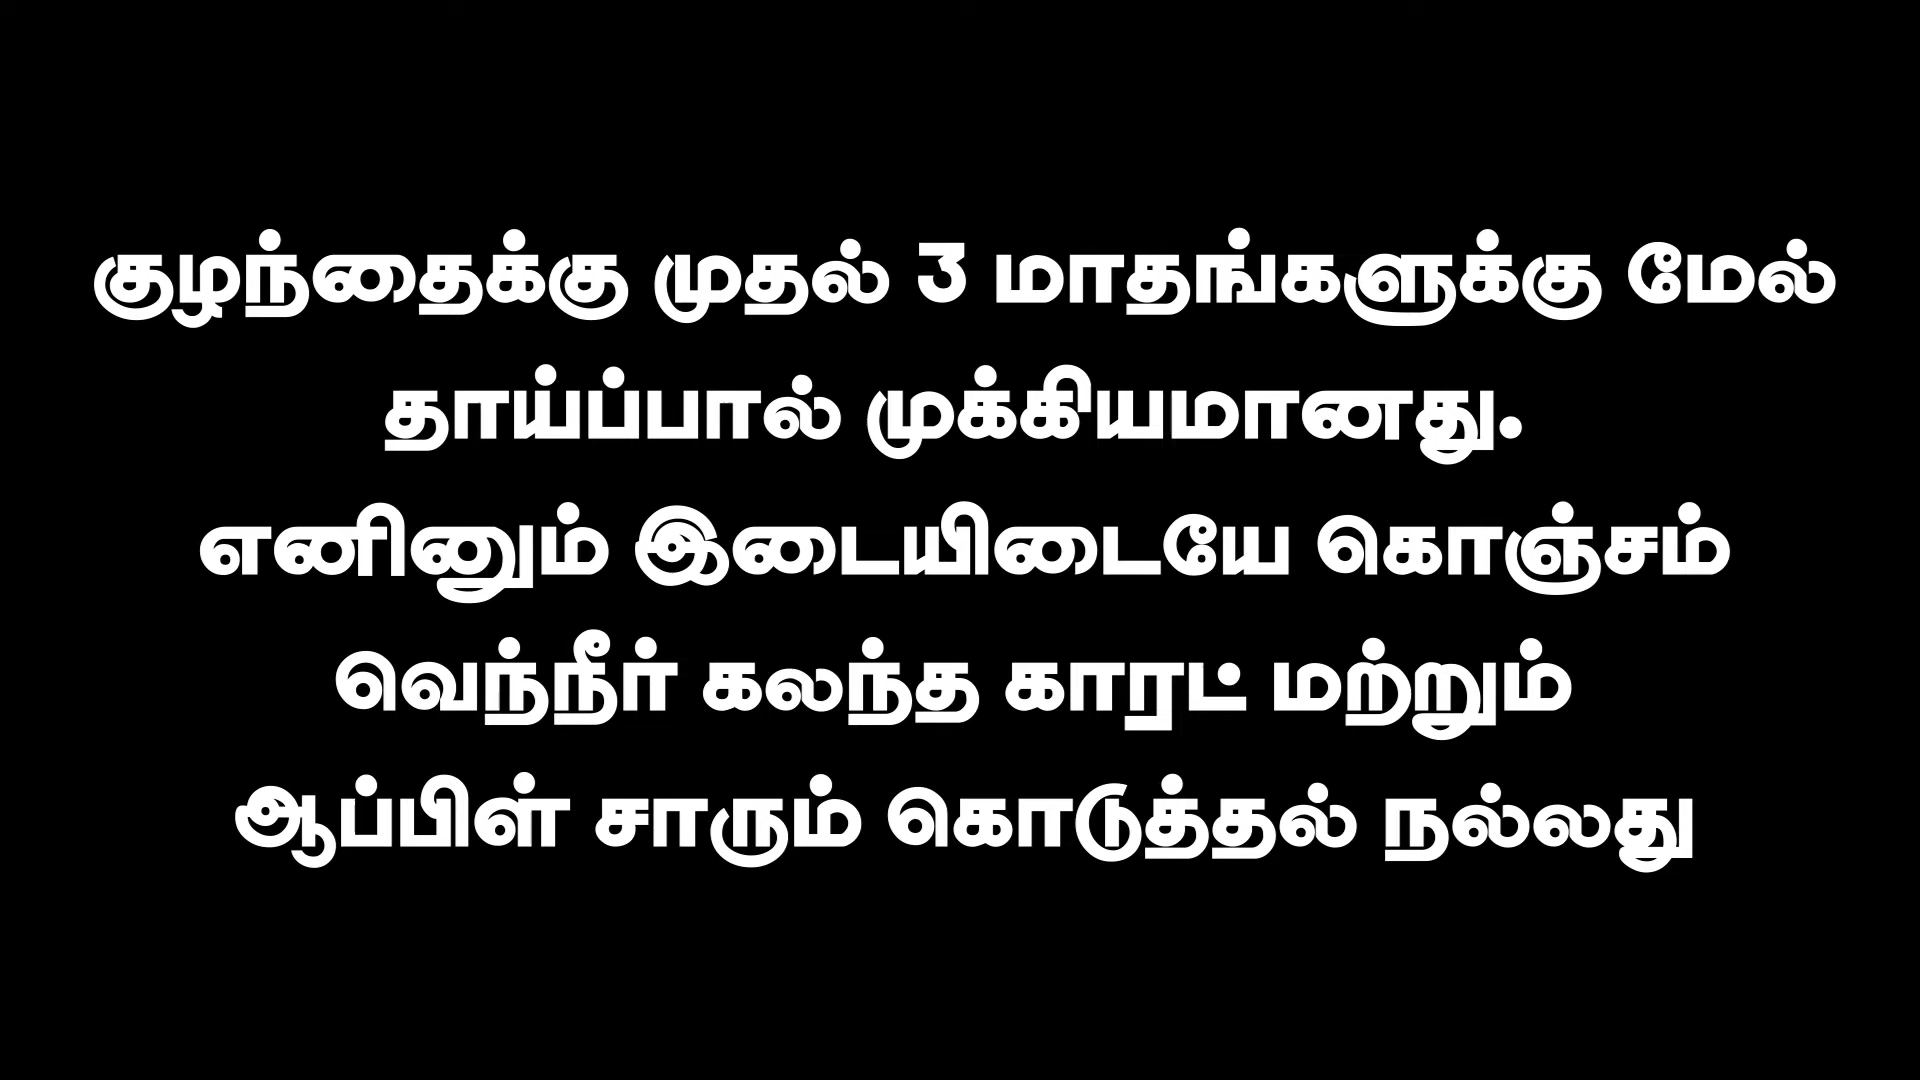 குழந்தைக்கு முதல் 3 மாதங்களுக்கு மேல்
தாய்ப்பால் முக்கியமானது.
எனினும் இடையிடையே கொஞ்சம்
வெந்நீர் கலந்த காரட் மற்றும்
ஆப்பிள் சாரும் கொடுத்தல் நல்லது